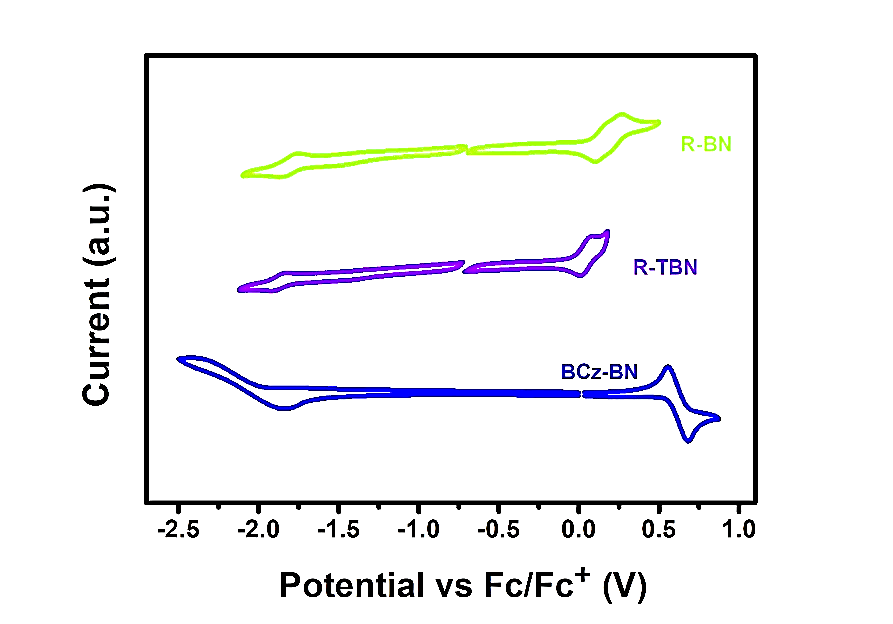 R-BN
R-TBN
BCz-BN
Current (a.u.)
-2.5 -2.0 -1.5 -1.0 -0.5 0.0 0.5 1.0
Potential vs Fc/Fc⁺ (V)